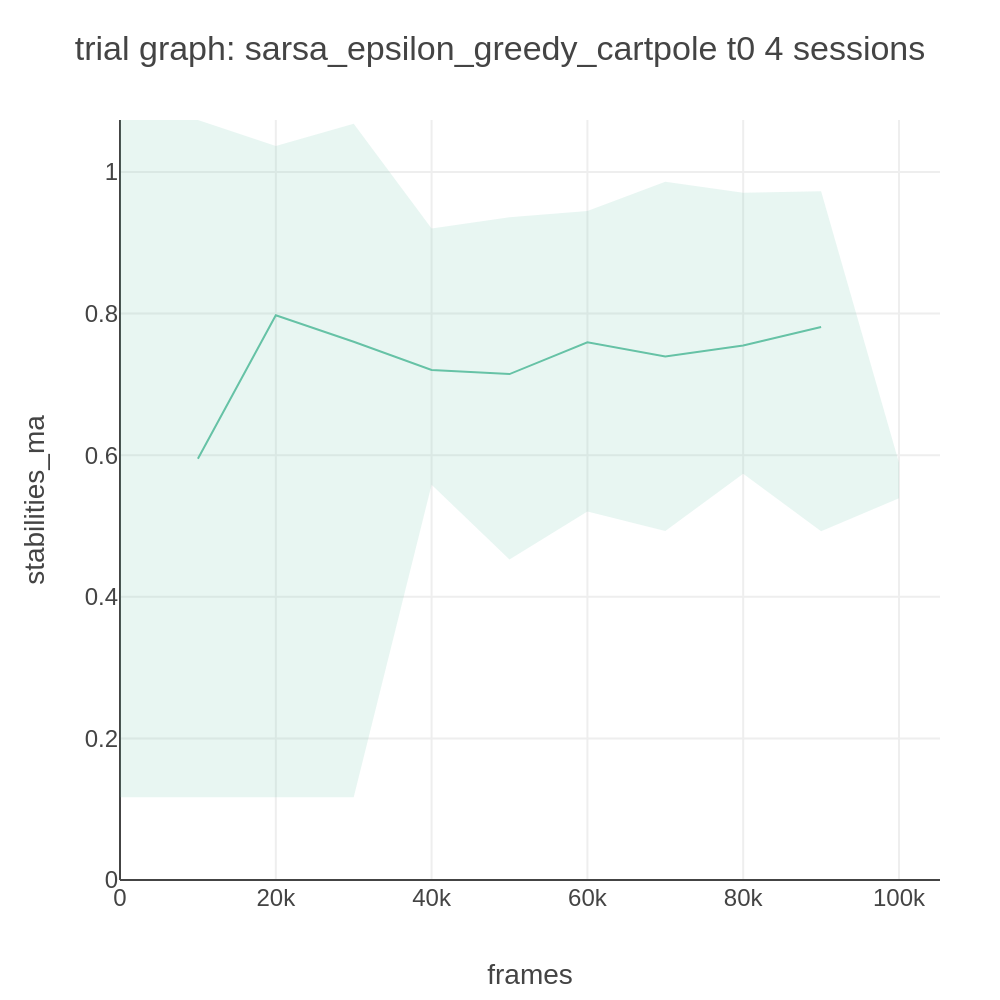 trial graph: sarsa_epsilon_greedy_cartpole t0 4 sessions
1
0.8
0.6
0.4
0.2
0
0 20k 40k 60k 80k 100k
stabilities_ma
frames